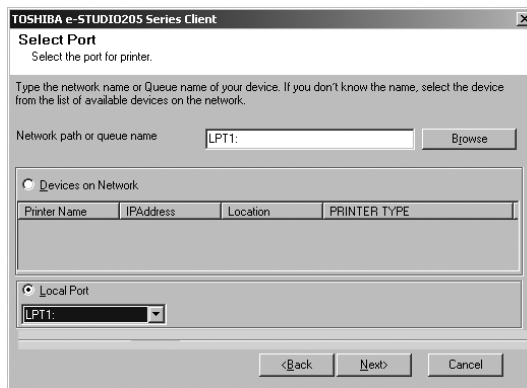 TOSHIBA e-STUDIO205 Series Client
Select Port
Select the port for printer.
Type the network name or Queue name of your device. If you don't know the name, select the device
from the list of available devices on the network.
Network path or queue name LPT1: Browse
Devices on Network
Printer Name IPAddress Location PRINTER TYPE
Local Port
LPT1:
<Back Next> Cancel